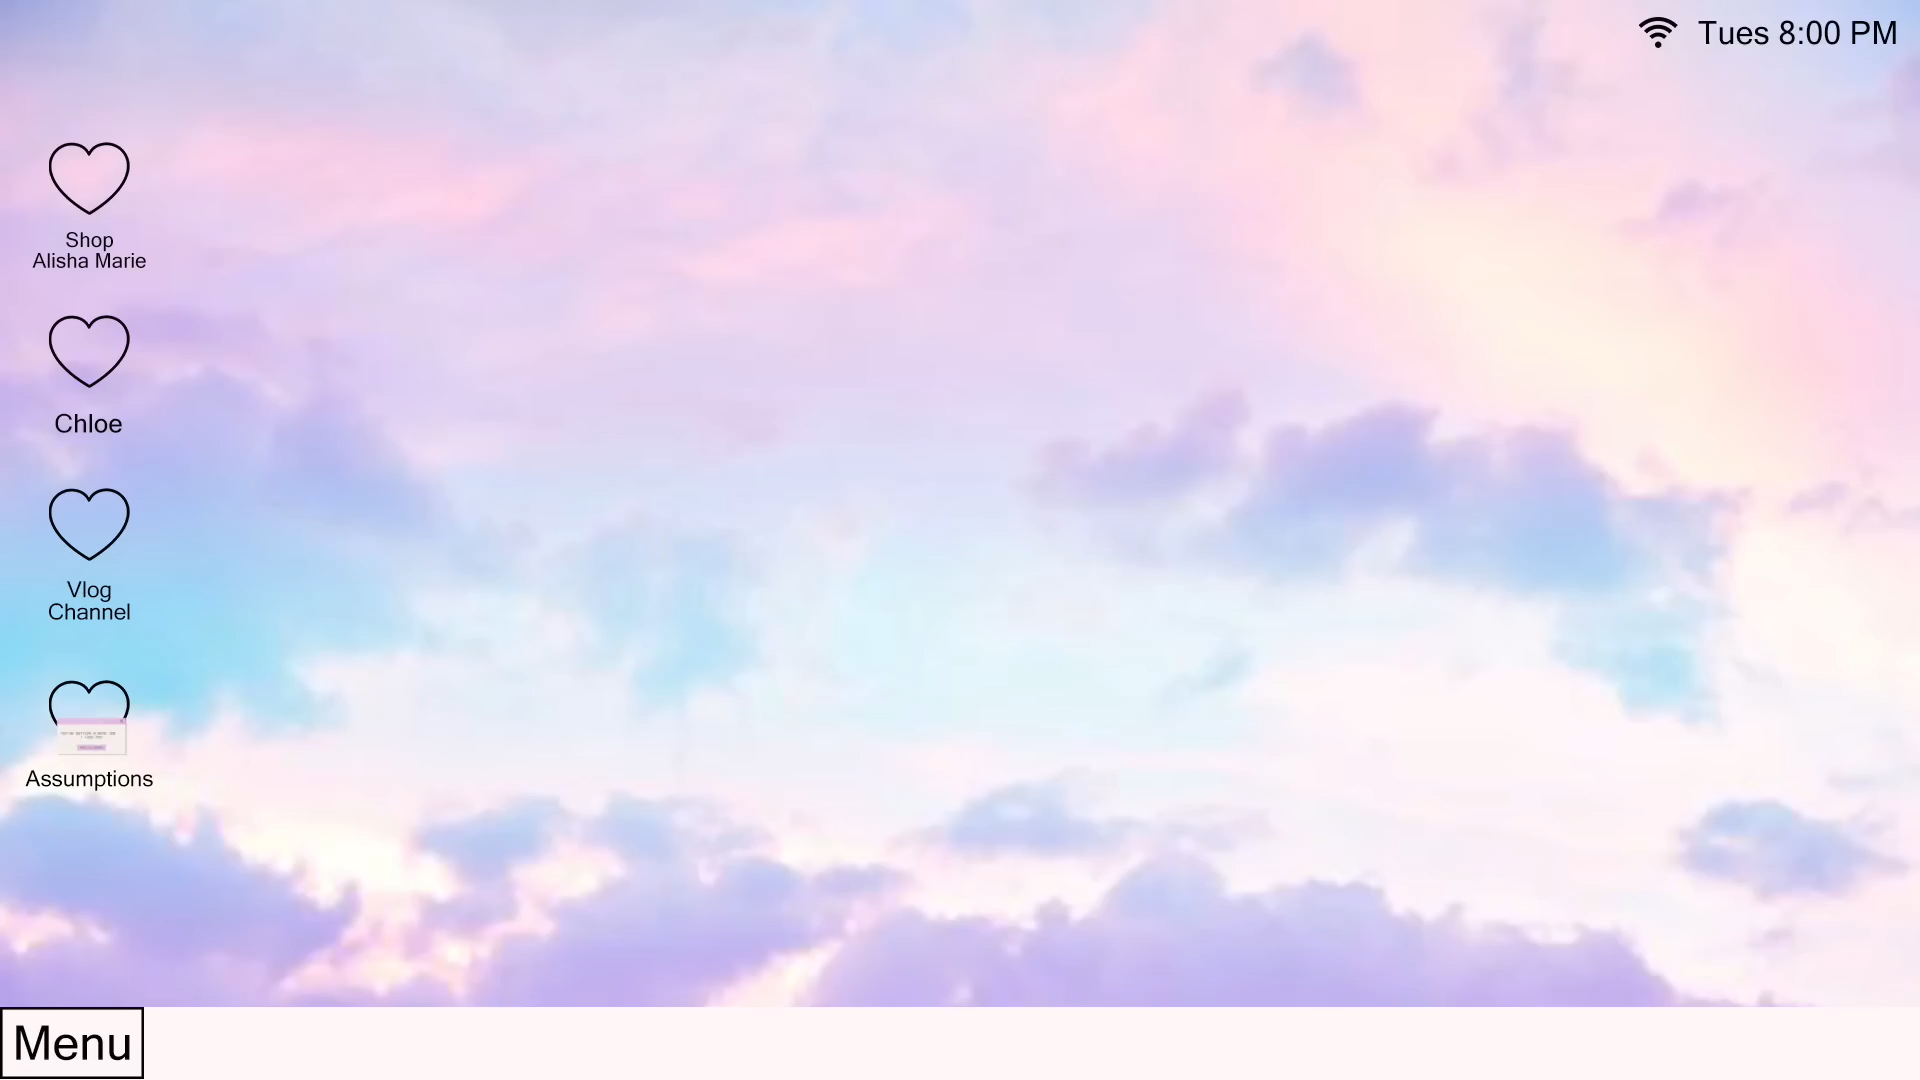 Tues 8:00 PM
Shop
Alisha Marie
Chloe
Vlog
Channel
Assumptions
Menu